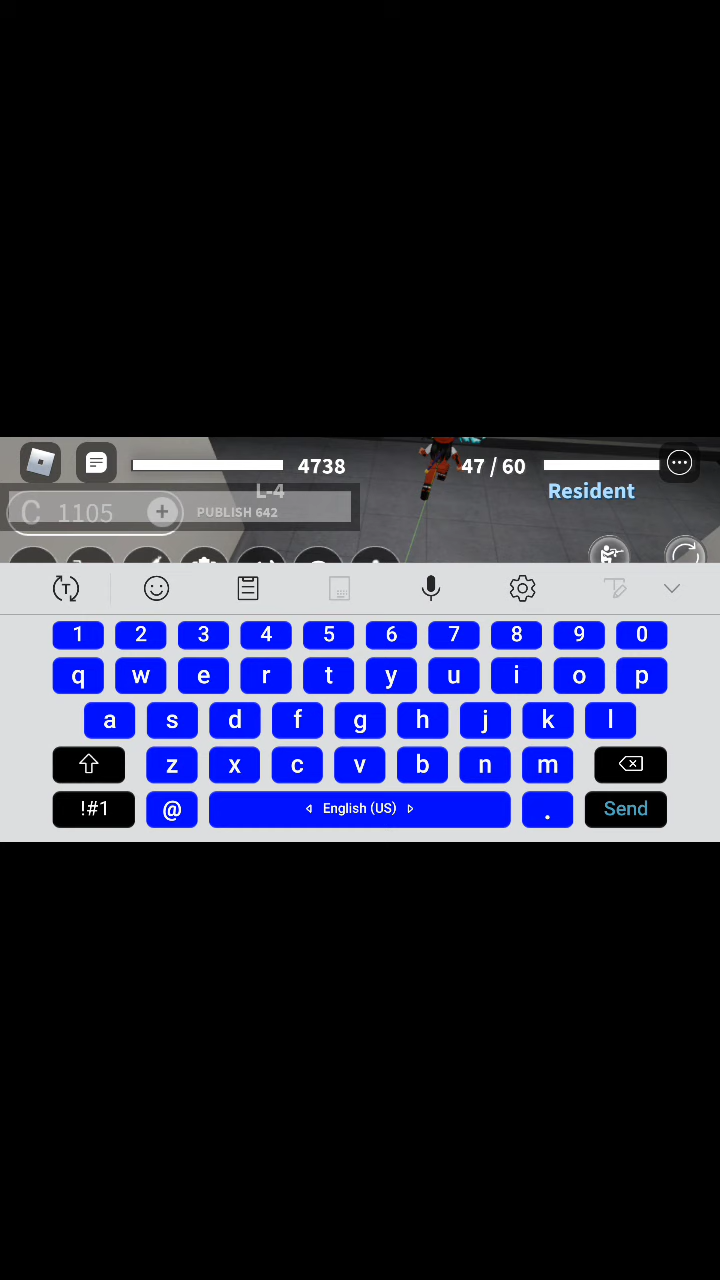 4738
47 / 60
L-4
Resident
C 1105 +
PUBLISH 642
T
1 2 3 4 5 6 7 8 9 0
q w e r t y u i o p
a s d f g h j k l
z x c v b n m
!#1 @ English (US) . Send